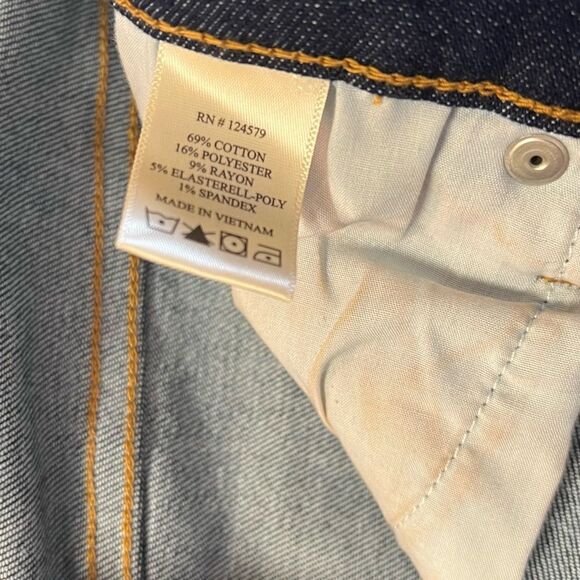 RN # 124579
69% COTTON
16% POLYESTER
9% RAYON
5% ELASTERELL-POLY
1% SPANDEX
MADE IN VIETNAM